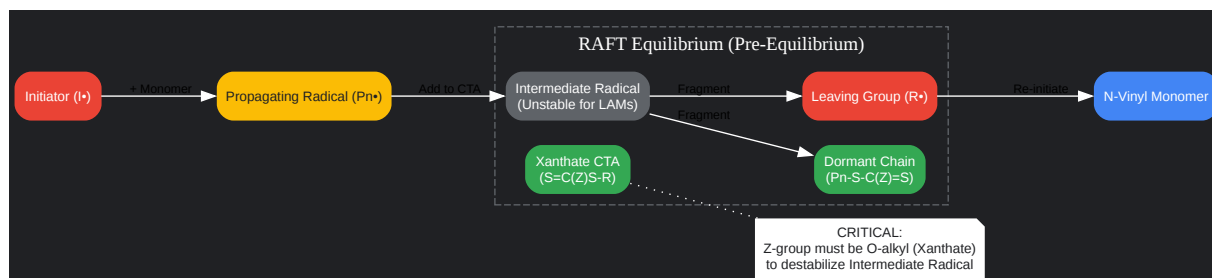 RAFT Equilibrium (Pre-Equilibrium)
Initiator (I•)
+ Monomer
Propagating Radical (Pn•)
Add to CTA
Intermediate Radical
(Unstable for LAMs)
Fragment
Fragment
Leaving Group (R•)
Re-initiate
N-Vinyl Monomer
Xanthate CTA
(S=C(Z)S-R)
Dormant Chain
(Pn-S-C(Z)=S)
CRITICAL:
Z-group must be O-alkyl (Xanthate)
to destabilize Intermediate Radical